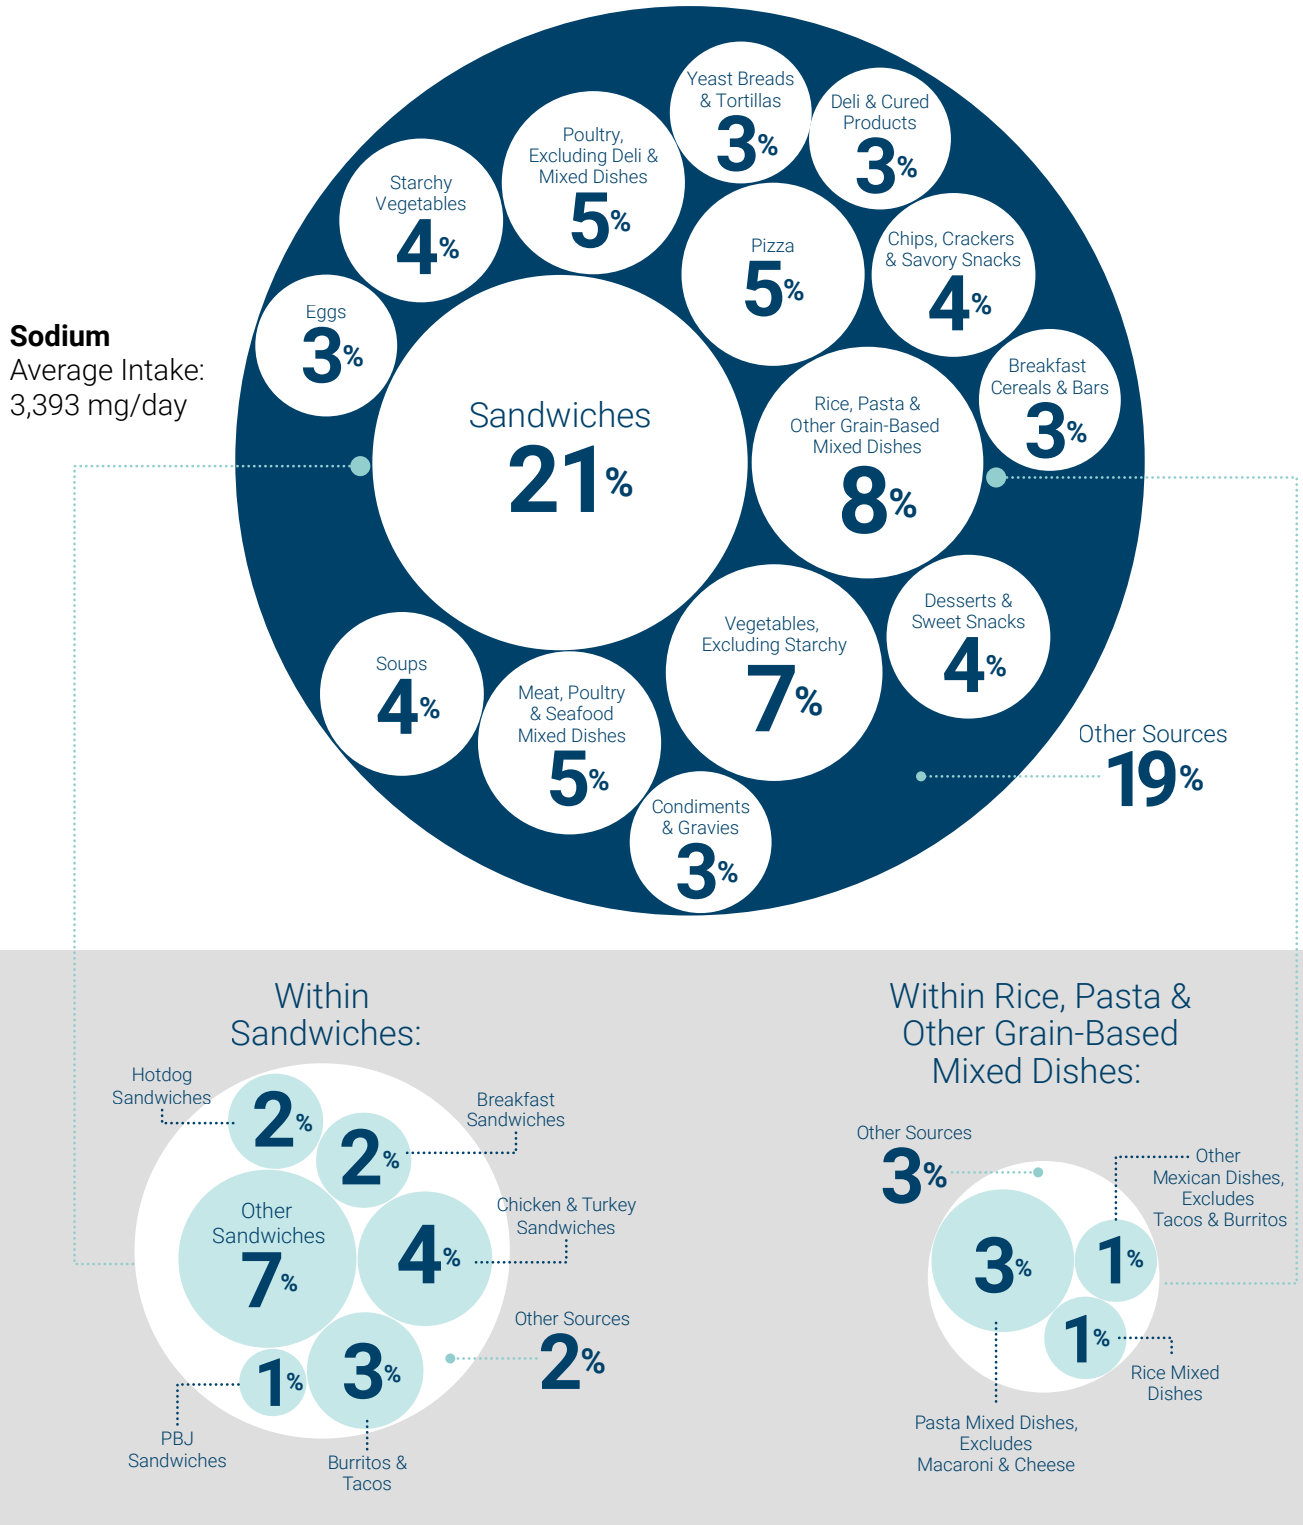 Yeast Breads
& Tortillas
3%
Deli & Cured
Products
3%
Poultry,
Excluding Deli &
Mixed Dishes
5%
Starchy
Vegetables
4%
Pizza
5%
Chips, Crackers
& Savory Snacks
4%
Eggs
3%
Sodium
Average Intake:
3,393 mg/day
Breakfast
Cereals & Bars
3%
Sandwiches
21%
Rice, Pasta &
Other Grain-Based
Mixed Dishes
8%
Desserts &
Sweet Snacks
4%
Vegetables,
Excluding Starchy
7%
Soups
4%
Meat, Poultry
& Seafood
Mixed Dishes
5%
Other Sources
19%
Condiments
& Gravies
3%
Within
Sandwiches:
Hotdog
Sandwiches
2%
Breakfast
Sandwiches
2%
Other
Sandwiches
7%
Chicken & Turkey
Sandwiches
4%
Other Sources
2%
PBJ
Sandwiches
1%
Burritos &
Tacos
3%
Within Rice, Pasta &
Other Grain-Based
Mixed Dishes:
Other Sources
3%
Other
Mexican Dishes,
Excludes
Tacos & Burritos
1%
3%
Pasta Mixed Dishes,
Excludes
Macaroni & Cheese
1%
Rice Mixed
Dishes